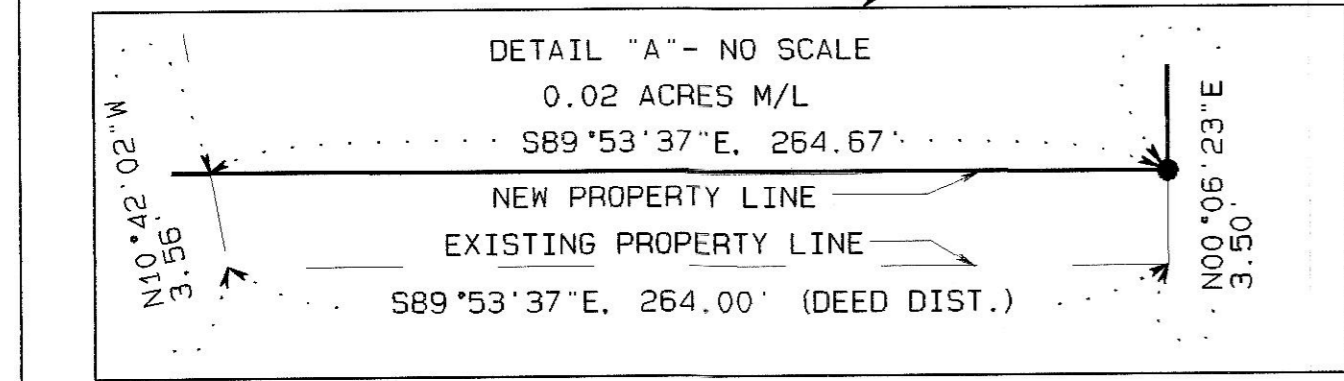 DETAIL "A"- NO SCALE
0.02 ACRES M/L
S89°53'37"E, 264.67'
NEW PROPERTY LINE
EXISTING PROPERTY LINE
S89°53'37"E, 264.00' (DEED DIST.)
N10°42'02"W
3.56'
N00°06'23"E
3.50'